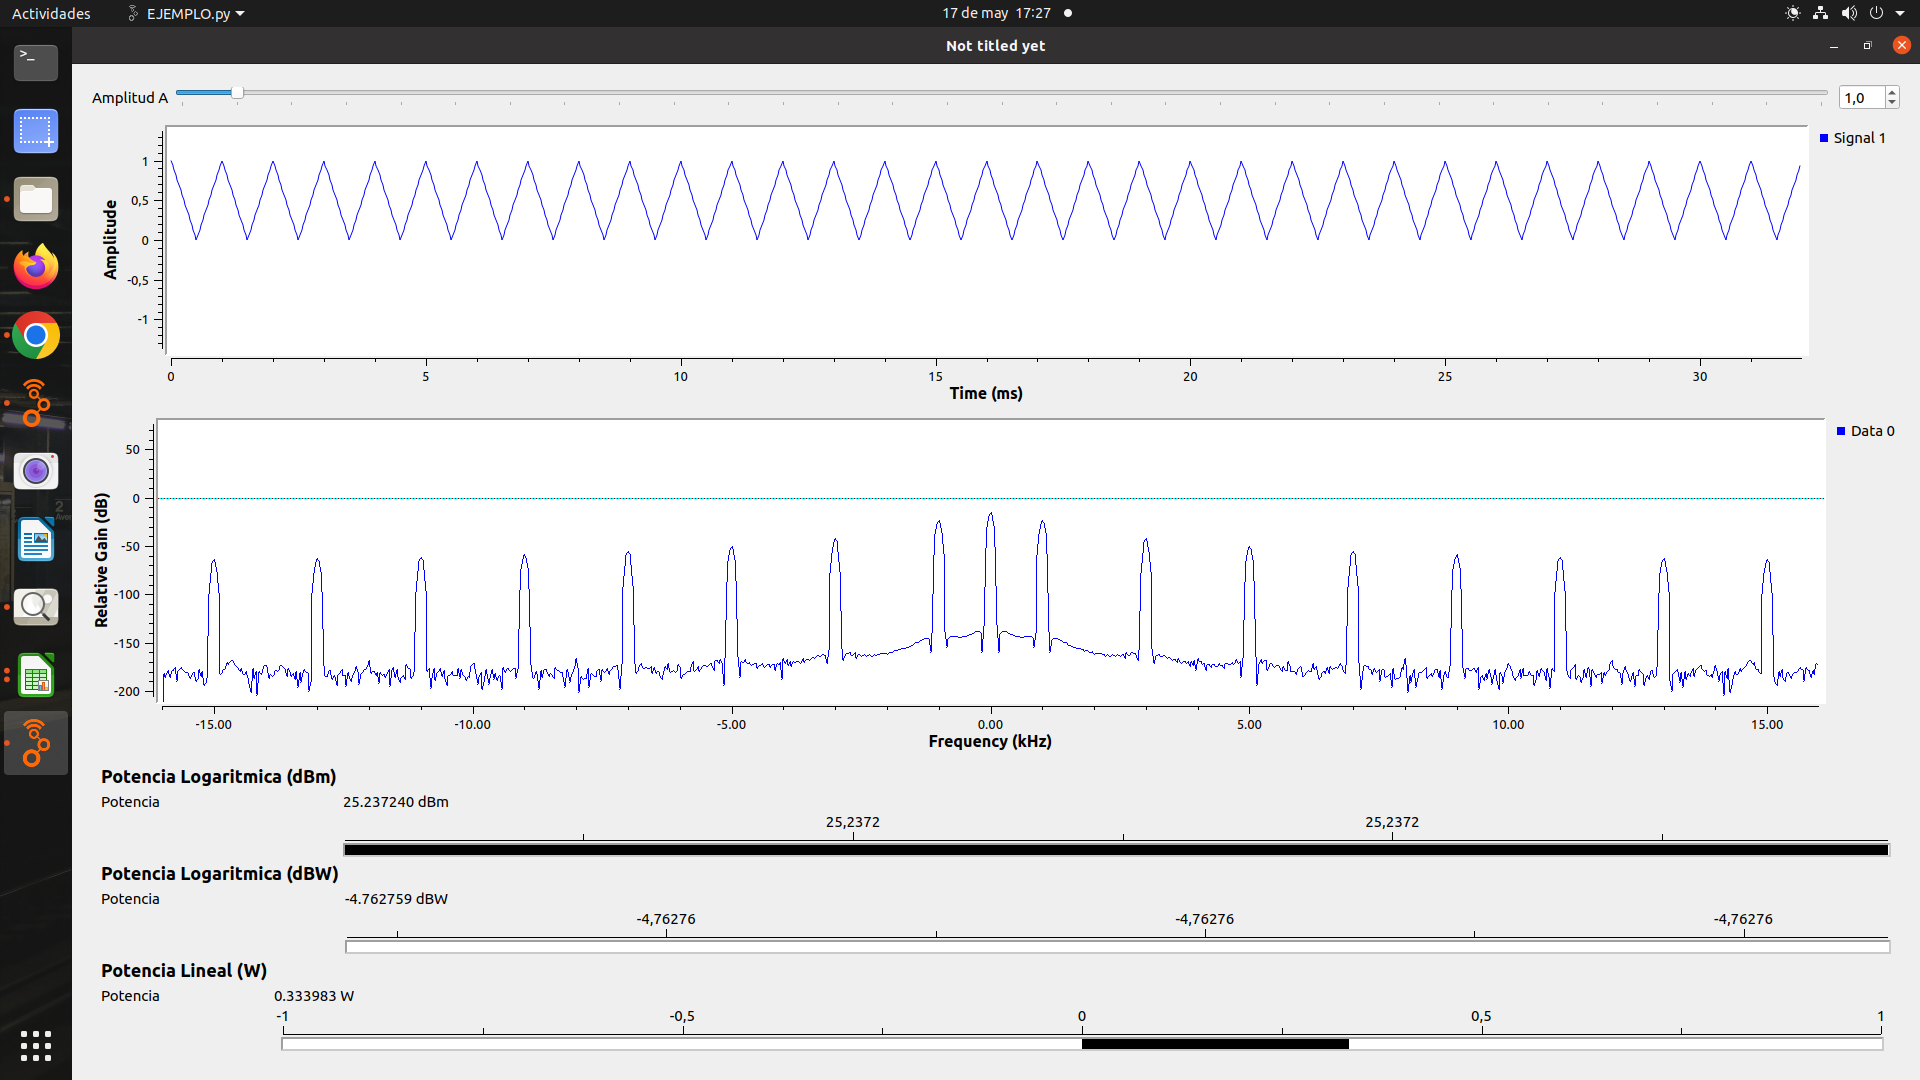 Actividades
EJEMPLO.py
17 de may 17:27
Not titled yet
Amplitud A
1,0
Signal 1
Amplitude
1
0,5
0
-0,5
-1
0 5 10 15 20 25 30
Time (ms)
Data 0
Relative Gain (dB)
50
0
-50
-100
-150
-200
-15.00 -10.00 -5.00 0.00 5.00 10.00 15.00
Frequency (kHz)
Potencia Logaritmica (dBm)
Potencia 25.237240 dBm
25,2372 25,2372
Potencia Logaritmica (dBW)
Potencia -4.762759 dBW
-4,76276 -4,76276 -4,76276
Potencia Lineal (W)
Potencia 0.333983 W
-1 -0,5 0 0,5 1